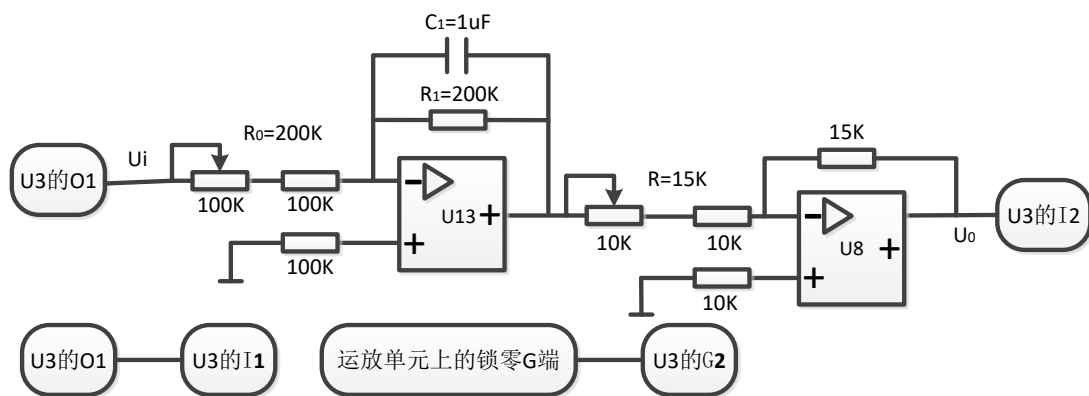 C₁=1uF
R₁=200K
R₀=200K
15K
U3的O1
Ui
R=15K
U13
U8
U₀
U3的I2
100K
100K
10K
10K
100K
10K
U3的O1
U3的I1
运放单元上的锁零G端
U3的G2